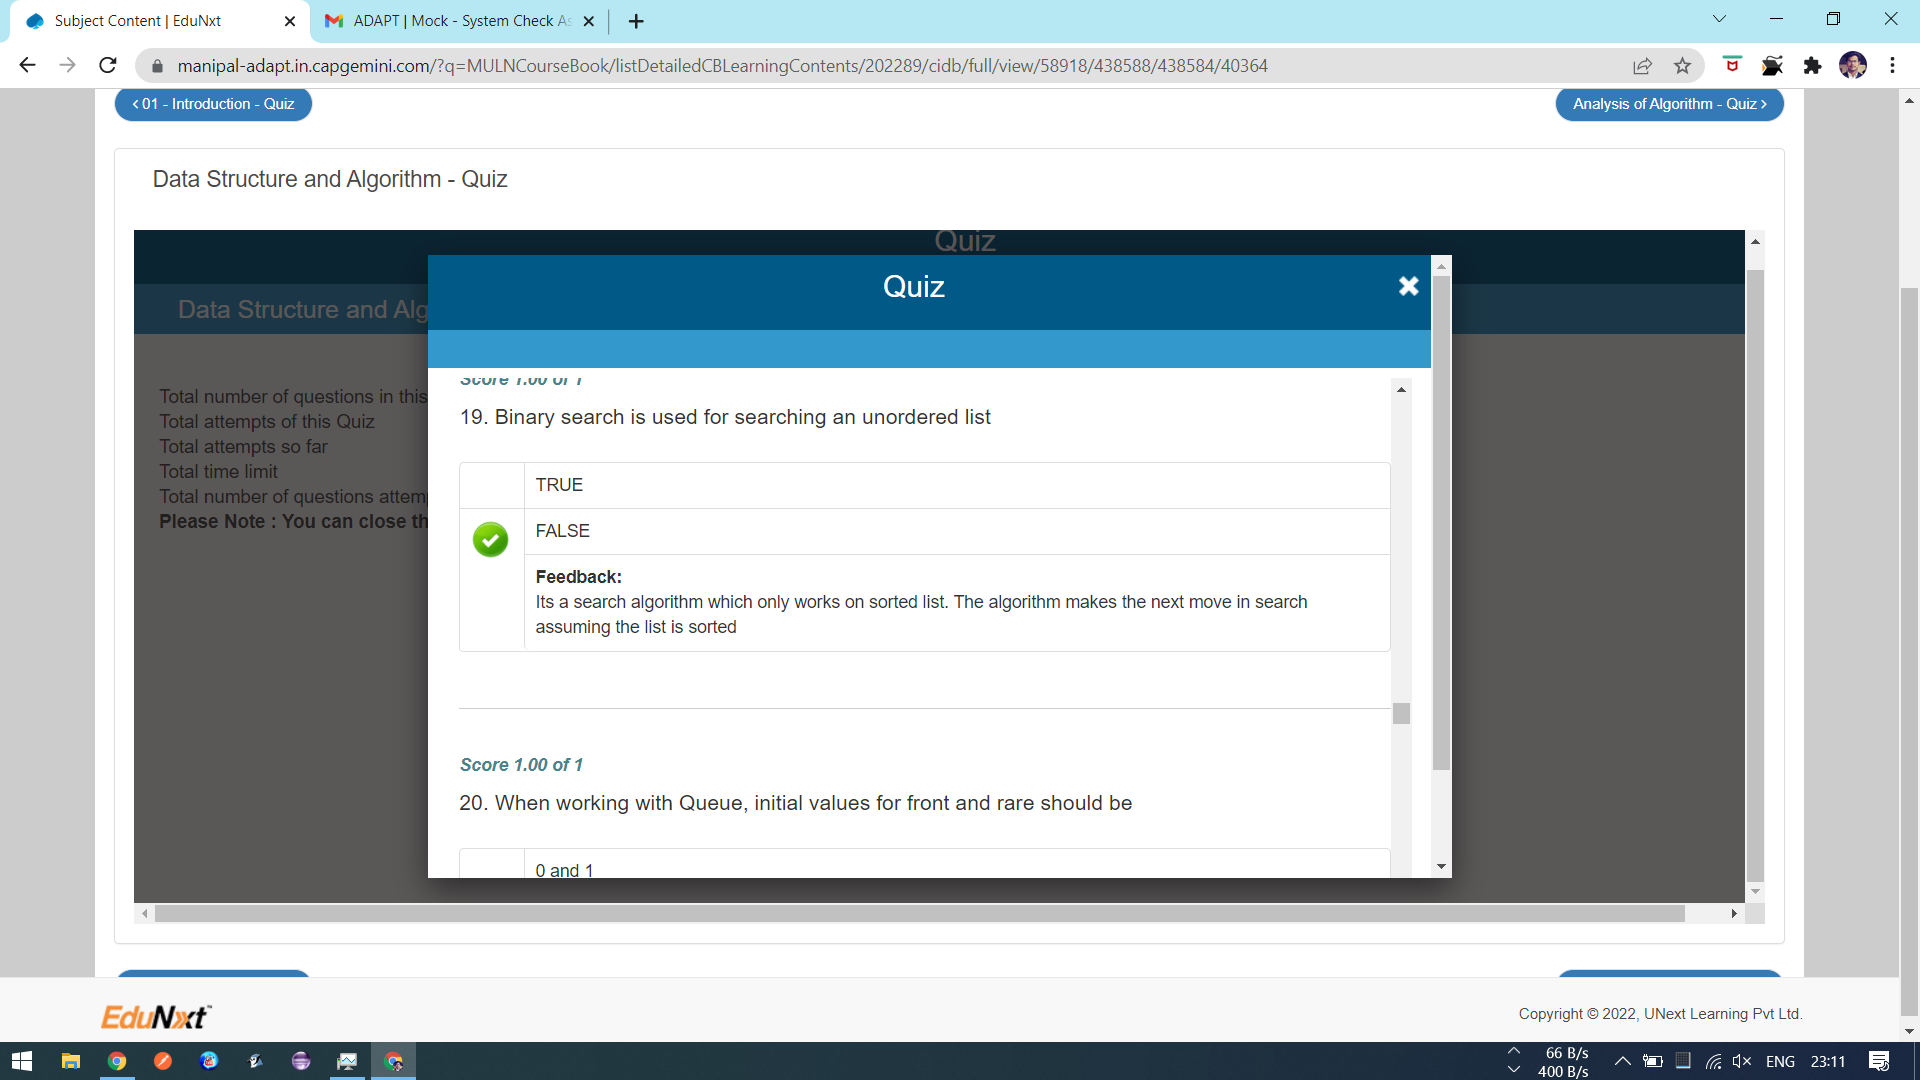 Subject Content | EduNxt
ADAPT | Mock - System Check As
manipal-adapt.in.capgemini.com/?q=MULNCourseBook/listDetailedCBLearningContents/202289/cidb/full/view/58918/438588/438584/40364
01 - Introduction - Quiz
Analysis of Algorithm - Quiz
Data Structure and Algorithm - Quiz
Quiz
Data Structure and Alg
Quiz
Total number of questions in this
Total attempts of this Quiz
Total attempts so far
Total time limit
Total number of questions attem
Please Note : You can close th
Score 1.00 of 1
19. Binary search is used for searching an unordered list
TRUE
FALSE
Feedback:
Its a search algorithm which only works on sorted list. The algorithm makes the next move in search
assuming the list is sorted
Score 1.00 of 1
20. When working with Queue, initial values for front and rare should be
0 and 1
EduNxt
Copyright © 2022, UNext Learning Pvt Ltd.
66 B/s
400 B/s
ENG
23:11